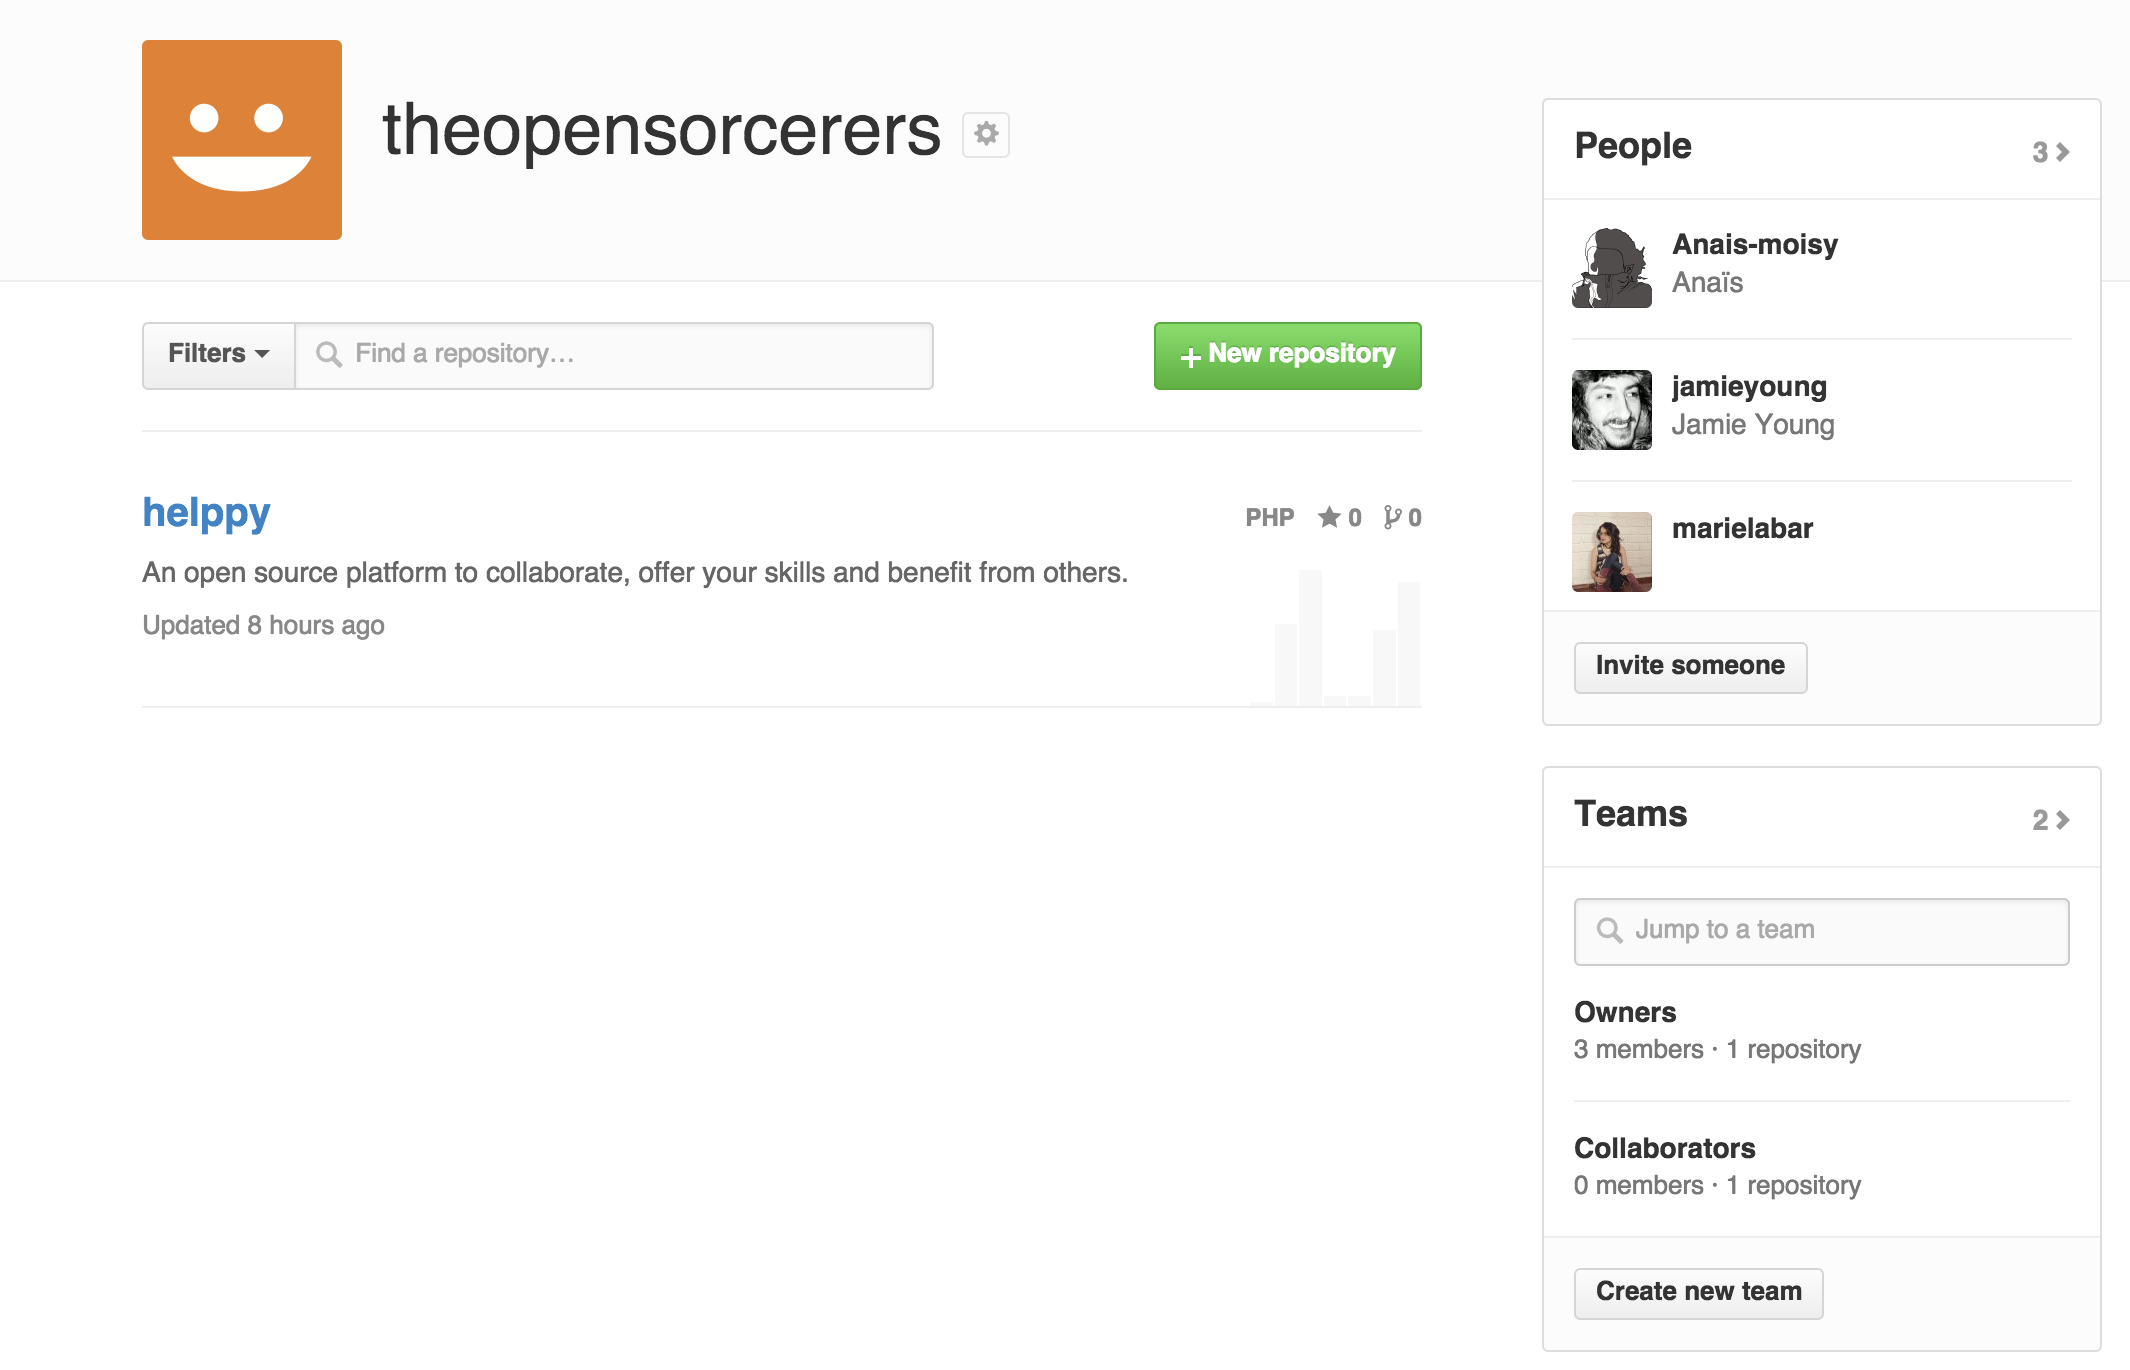 theopensorcerers
Filters
Find a repository…
New repository
helppy
PHP 0 0
An open source platform to collaborate, offer your skills and benefit from others.
Updated 8 hours ago
People 3
Anais-moisy
Anaïs
jamieyoung
Jamie Young
marielabar
Invite someone
Teams 2
Jump to a team
Owners
3 members · 1 repository
Collaborators
0 members · 1 repository
Create new team